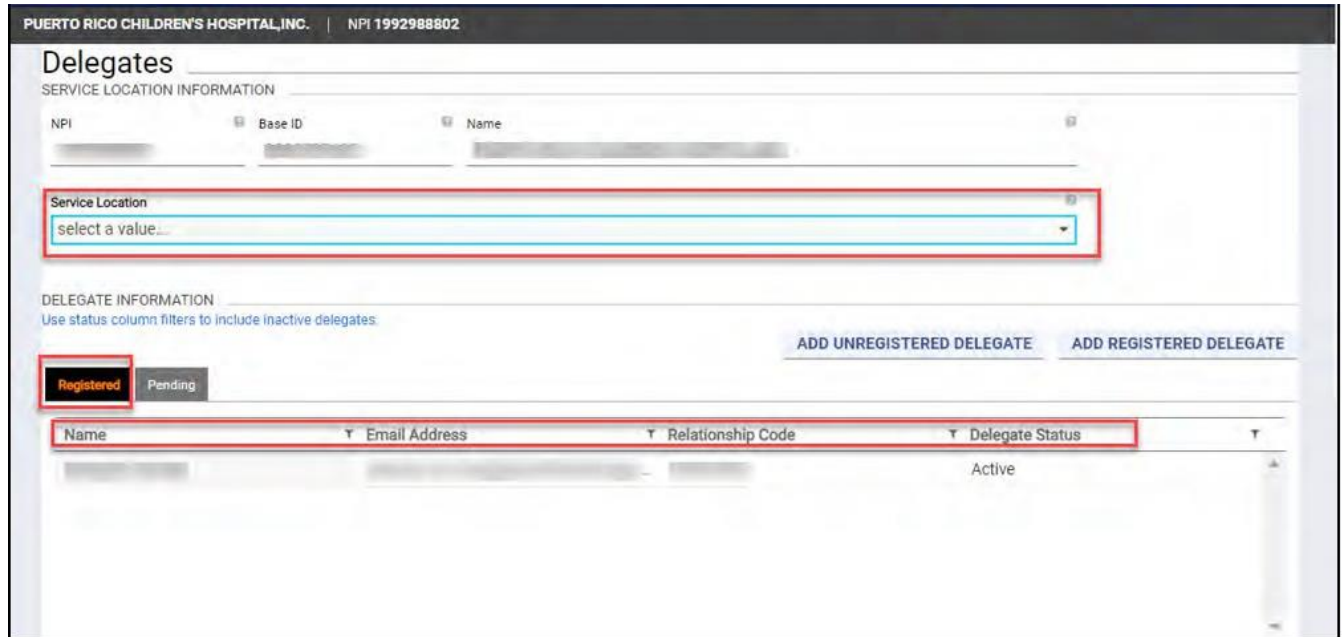 PUERTO RICO CHILDREN'S HOSPITAL,INC. | NPI 1992988802
Delegates
SERVICE LOCATION INFORMATION
NPI Base ID Name
Service Location
select a value...
DELEGATE INFORMATION
Use status column filters to include inactive delegates.
ADD UNREGISTERED DELEGATE ADD REGISTERED DELEGATE
Registered Pending
Name Email Address Relationship Code Delegate Status
Active